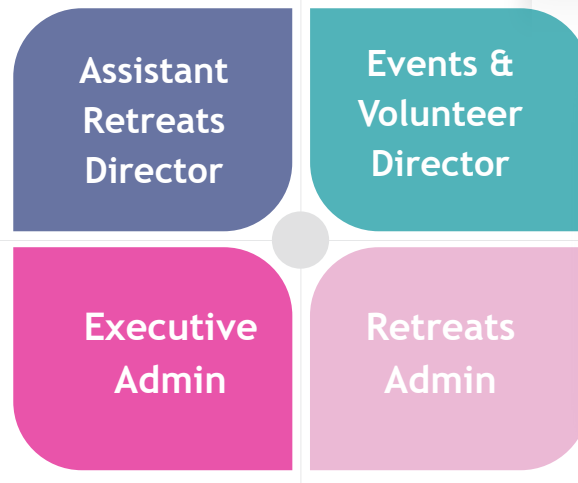 Assistant
Retreats
Director
Events &
Volunteer
Director
Executive
Admin
Retreats
Admin